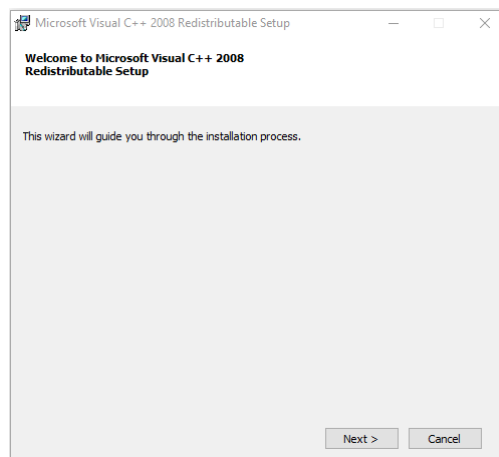 Microsoft Visual C++ 2008 Redistributable Setup
Welcome to Microsoft Visual C++ 2008
Redistributable Setup
This wizard will guide you through the installation process.
Next >
Cancel